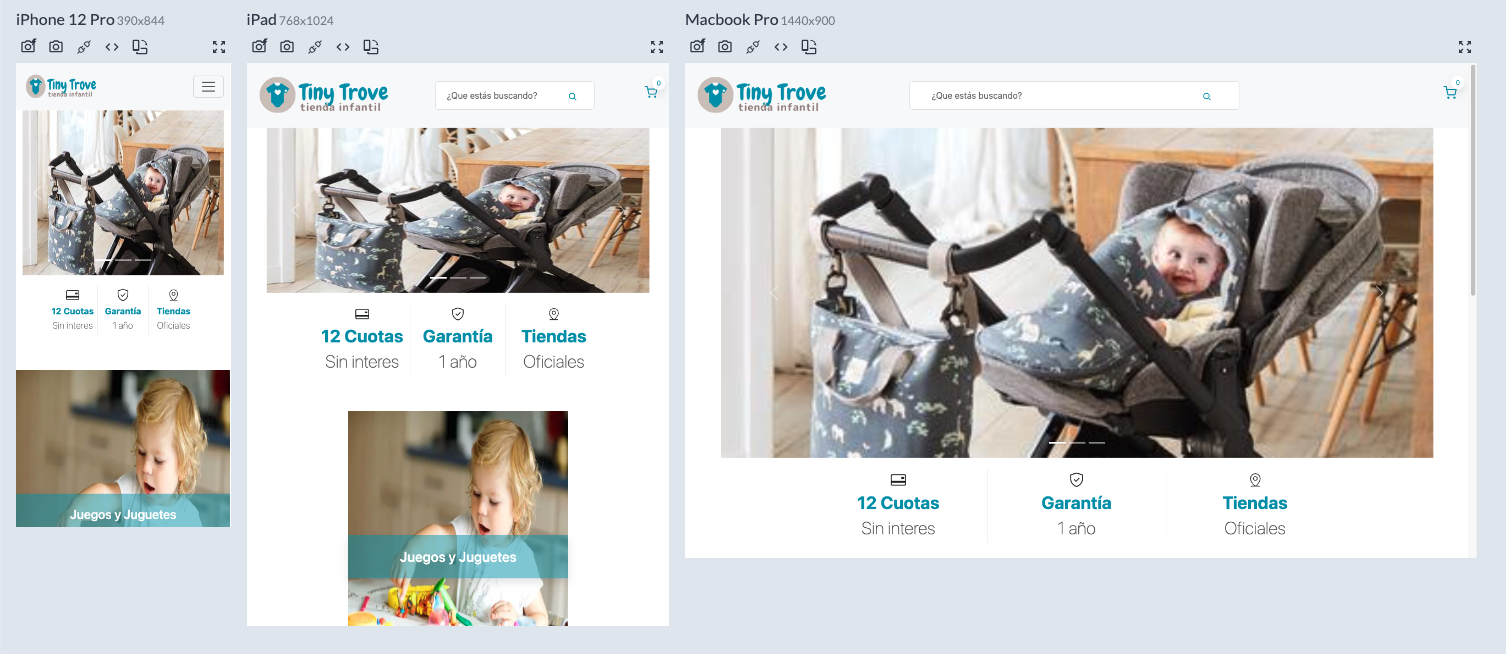 iPhone 12 Pro 390x844
Tiny Trove
tienda infantil
12 Cuotas
Sin interes
Garantía
1 año
Tiendas
Oficiales
Juegos y Juguetes
iPad 768x1024
Tiny Trove
tienda infantil
¿Que estás buscando?
0
12 Cuotas
Sin interes
Garantía
1 año
Tiendas
Oficiales
Juegos y Juguetes
Macbook Pro 1440x900
Tiny Trove
tienda infantil
¿Que estás buscando?
0
12 Cuotas
Sin interes
Garantía
1 año
Tiendas
Oficiales